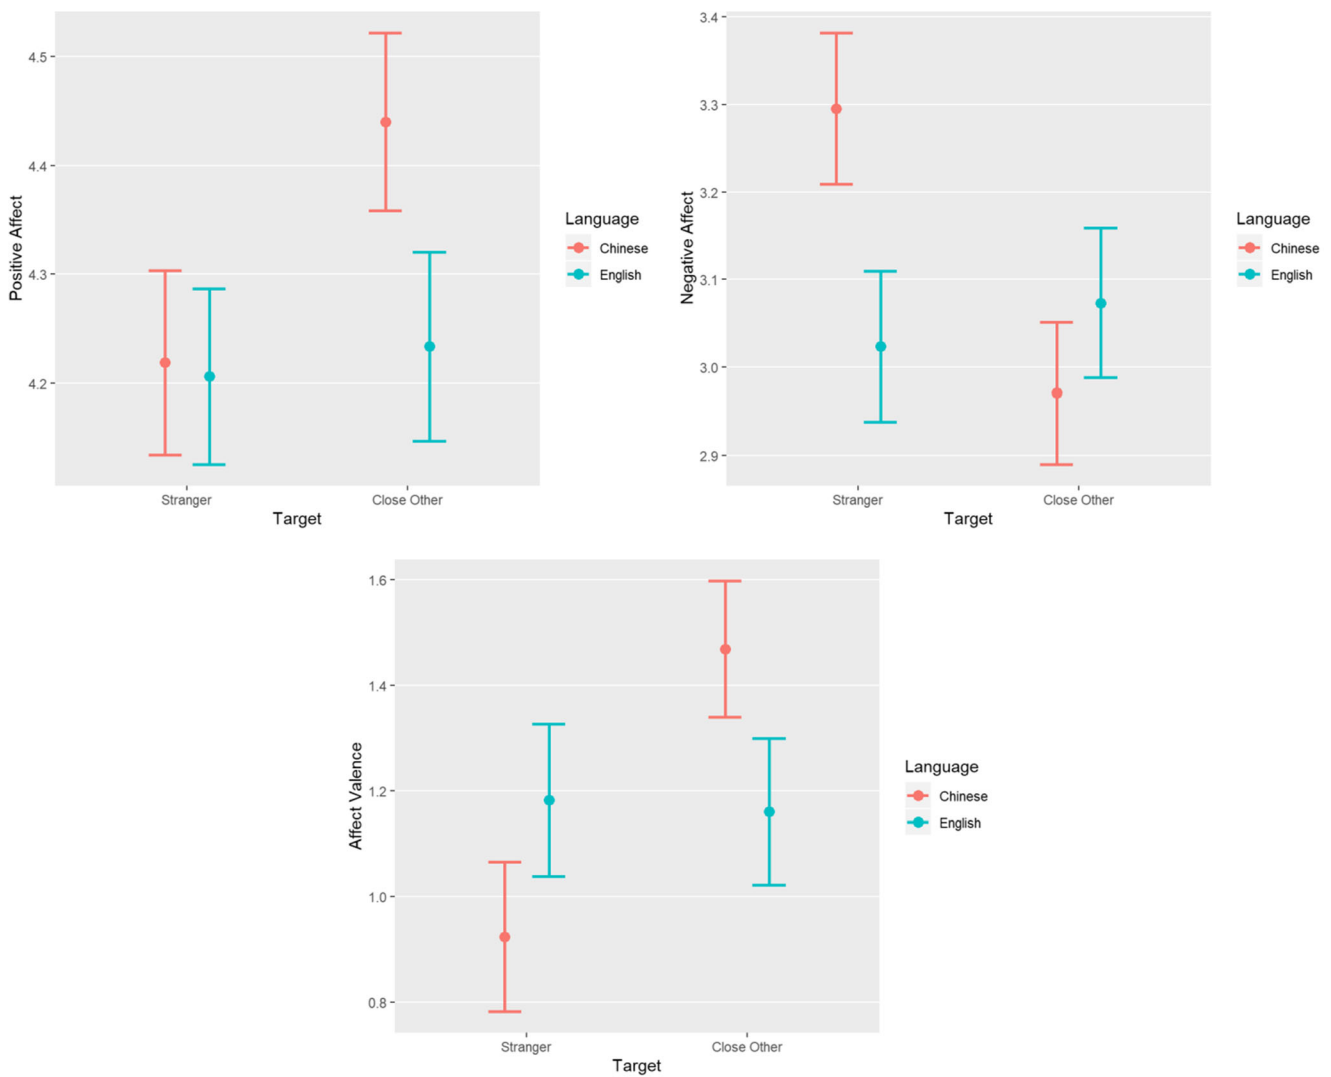 Positive Affect
4.5
4.4
4.3
4.2
Stranger
Close Other
Target
Language
Chinese
English
Negative Affect
3.4
3.3
3.2
3.1
3.0
2.9
Stranger
Close Other
Target
Language
Chinese
English
Affect Valence
1.6
1.4
1.2
1.0
0.8
Stranger
Close Other
Target
Language
Chinese
English